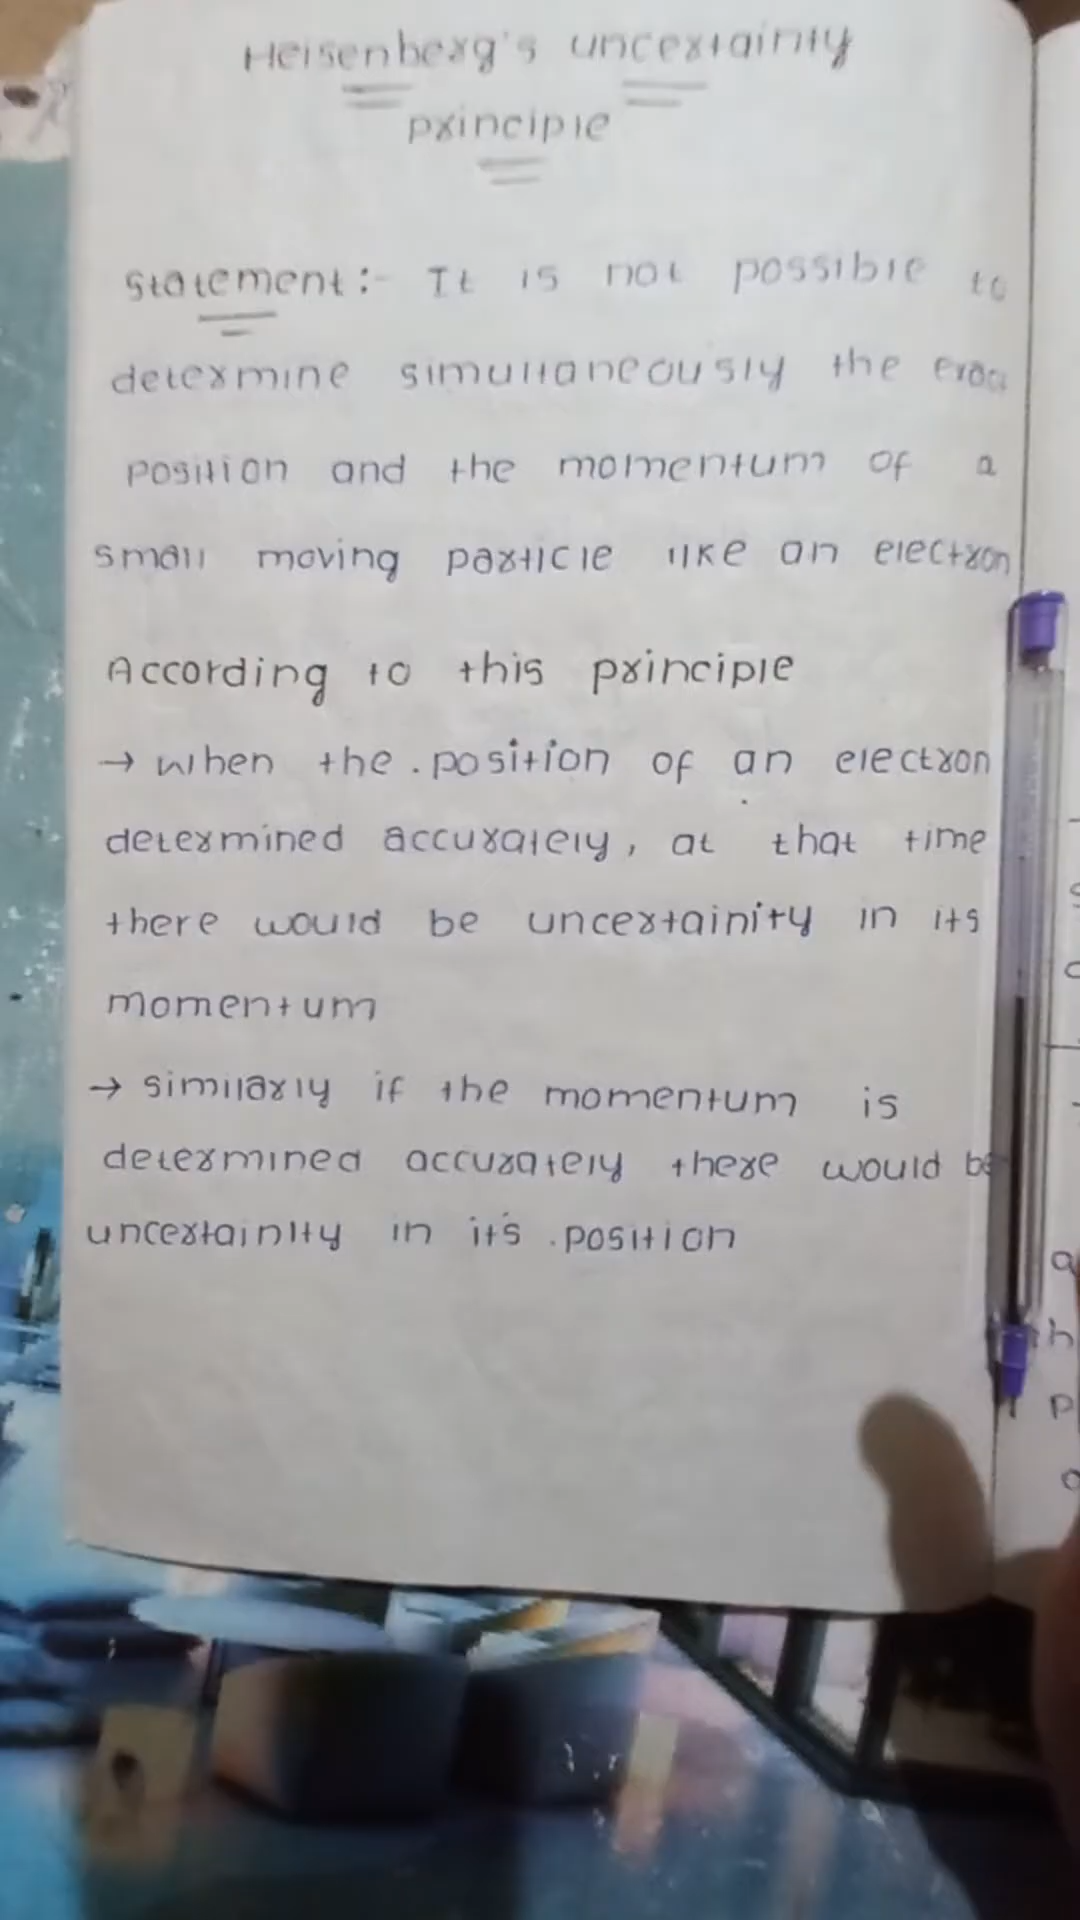 Heisenberg's uncertainity
principle
Statement:- It is not possible to
determine simultaneously the exact
position and the momentum of a
small moving particle like an electron
According to this principle
→ when the position of an electron
determined accurately, at that time
there would be uncertainity in its
momentum
→ similarly if the momentum is
determined accurately there would be
uncertainity in it's position